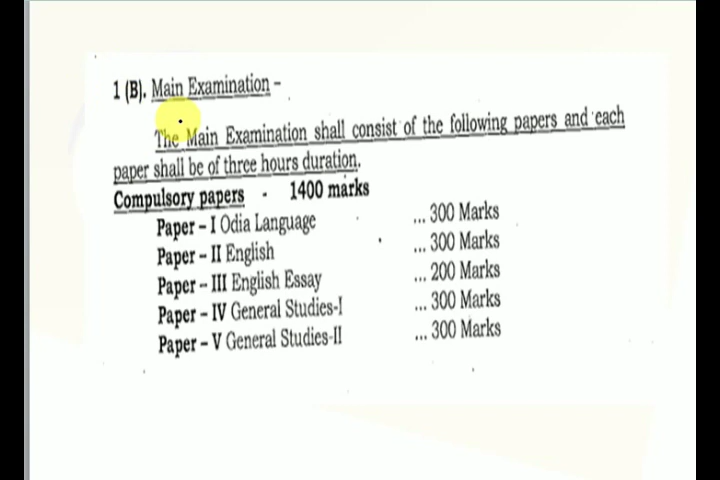 1 (B). Main Examination –
The Main Examination shall consist of the following papers and each
paper shall be of three hours duration.
Compulsory papers - 1400 marks
Paper – I Odia Language ... 300 Marks
Paper – II English ... 300 Marks
Paper – III English Essay ... 200 Marks
Paper – IV General Studies-I ... 300 Marks
Paper – V General Studies-II ... 300 Marks